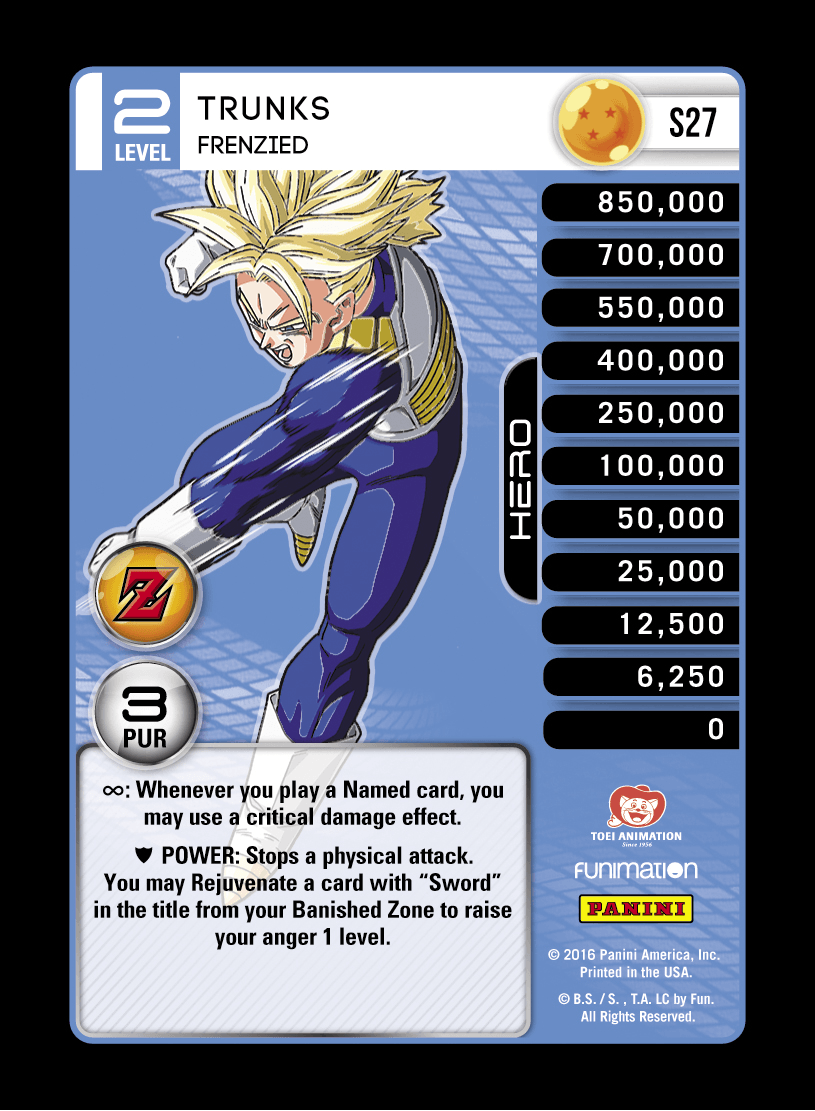 2
LEVEL
TRUNKS
FRENZIED
S27
850,000
700,000
550,000
400,000
250,000
100,000
50,000
25,000
12,500
6,250
0
HERO
Z
3
PUR
∞: Whenever you play a Named card, you
may use a critical damage effect.
POWER: Stops a physical attack.
You may Rejuvenate a card with “Sword”
in the title from your Banished Zone to raise
your anger 1 level.
TOEI ANIMATION
Since 1956
FUNIMATION
PANINI
© 2016 Panini America, Inc.
Printed in the USA.
© B.S. / S. , T.A. LC by Fun.
All Rights Reserved.